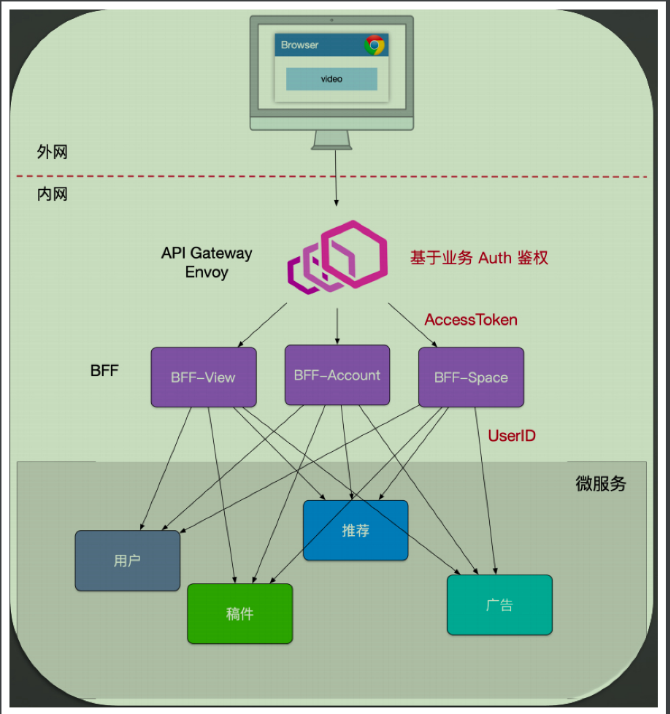 Browser
video
外网
内网
API Gateway
Envoy
基于业务 Auth 鉴权
AccessToken
BFF
BFF-View
BFF-Account
BFF-Space
UserID
微服务
推荐
用户
广告
稿件